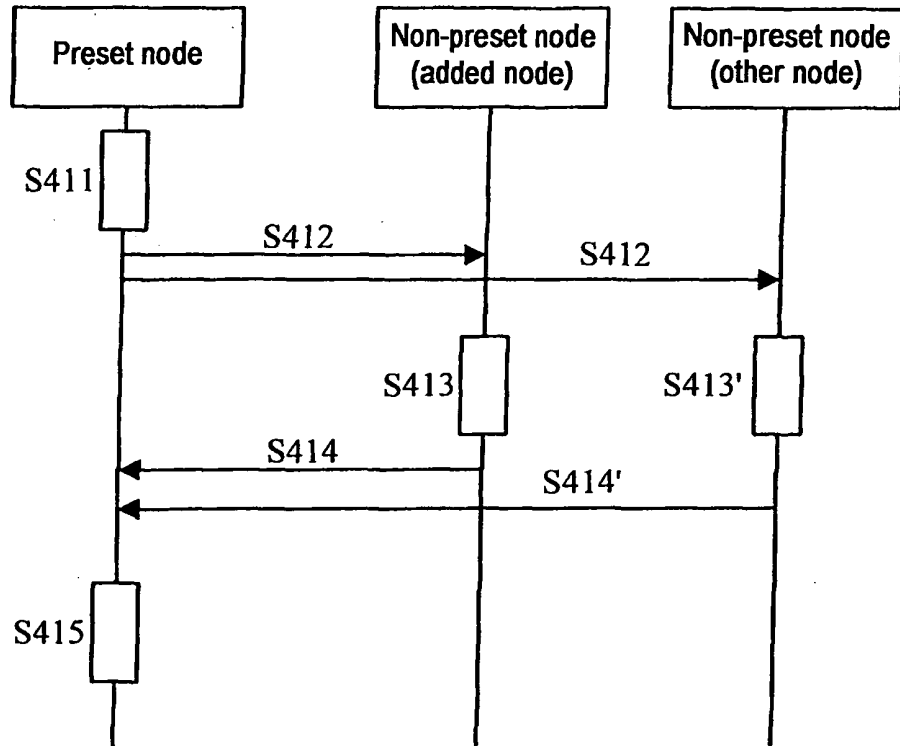 Preset node
Non-preset node
(added node)
Non-preset node
(other node)
S411
S412
S412
S413
S413'
S414
S414'
S415